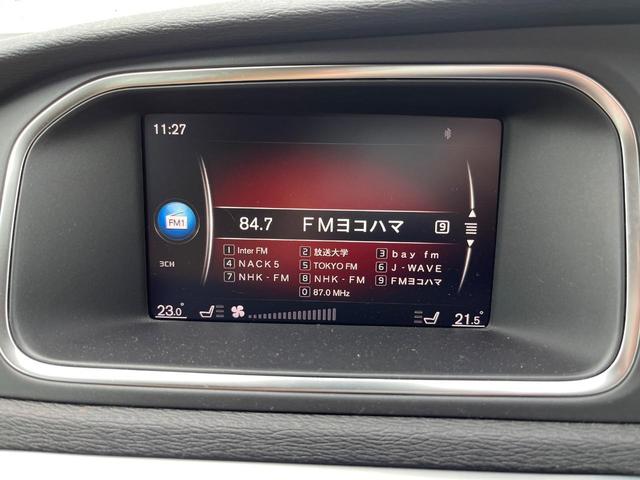 11:27
FM1
84.7 FMヨコハマ 9
3CH
1 Inter FM 2 放送大学 3 bay fm
4 NACK5 5 TOKYO FM 6 J-WAVE
7 NHK-FM 8 NHK-FM 9 FMヨコハマ
0 87.0 MHz
23.0° 21.5°